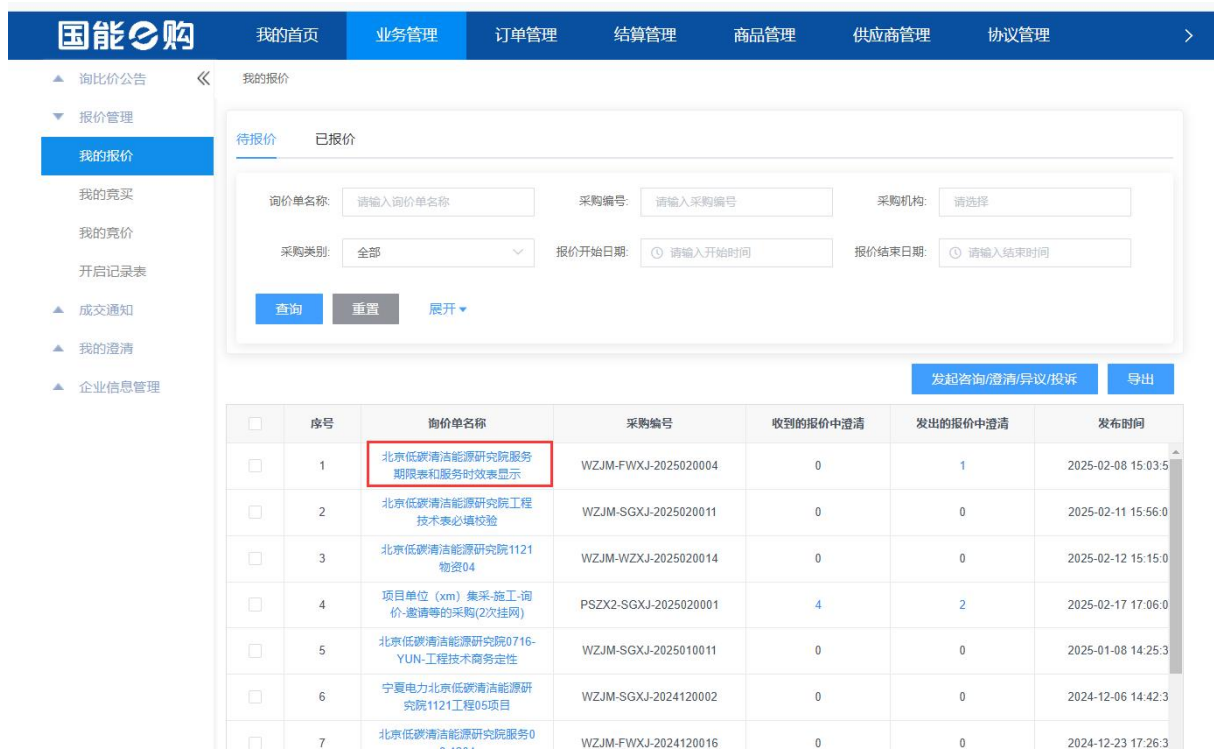 国能e购 我的首页 业务管理 订单管理 结算管理 商品管理 供应商管理 协议管理
询比价公告 我的报价
报价管理
我的报价
我的竞买
我的竞价
开启记录表
成交通知
我的澄清
企业信息管理
待报价 已报价
询价单名称: 请输入询价单名称 采购编号: 请输入采购编号 采购机构: 请选择
采购类别: 全部 报价开始日期: 请输入开始时间 报价结束日期: 请输入结束时间
查询 重置 展开
发起咨询/澄清/异议/投诉 导出
序号 询价单名称 采购编号 收到的报价中澄清 发出的报价中澄清 发布时间
1 北京低碳清洁能源研究院服务 WZJM-FWXJ-2025020004 0 1 2025-02-08 15:03:5
期限表和服务时效表显示
2 北京低碳清洁能源研究院工程 WZJM-SGXJ-2025020011 0 0 2025-02-11 15:56:0
技术表必填校验
3 北京低碳清洁能源研究院1121 WZJM-WZXJ-2025020014 0 0 2025-02-12 15:15:0
物资04
4 项目单位（xm）集采-施工-询 PSZX2-SGXJ-2025020001 4 2 2025-02-17 17:06:0
价-邀请等的采购(2次挂网)
5 北京低碳清洁能源研究院0716- WZJM-SGXJ-2025010011 0 0 2025-01-08 14:25:3
YUN-工程技术商务定性
6 宁夏电力北京低碳清洁能源研 WZJM-SGXJ-2024120002 0 0 2024-12-06 14:42:3
究院1121工程05项目
7 北京低碳清洁能源研究院服务0 WZJM-FWXJ-2024120016 0 0 2024-12-23 17:26:3